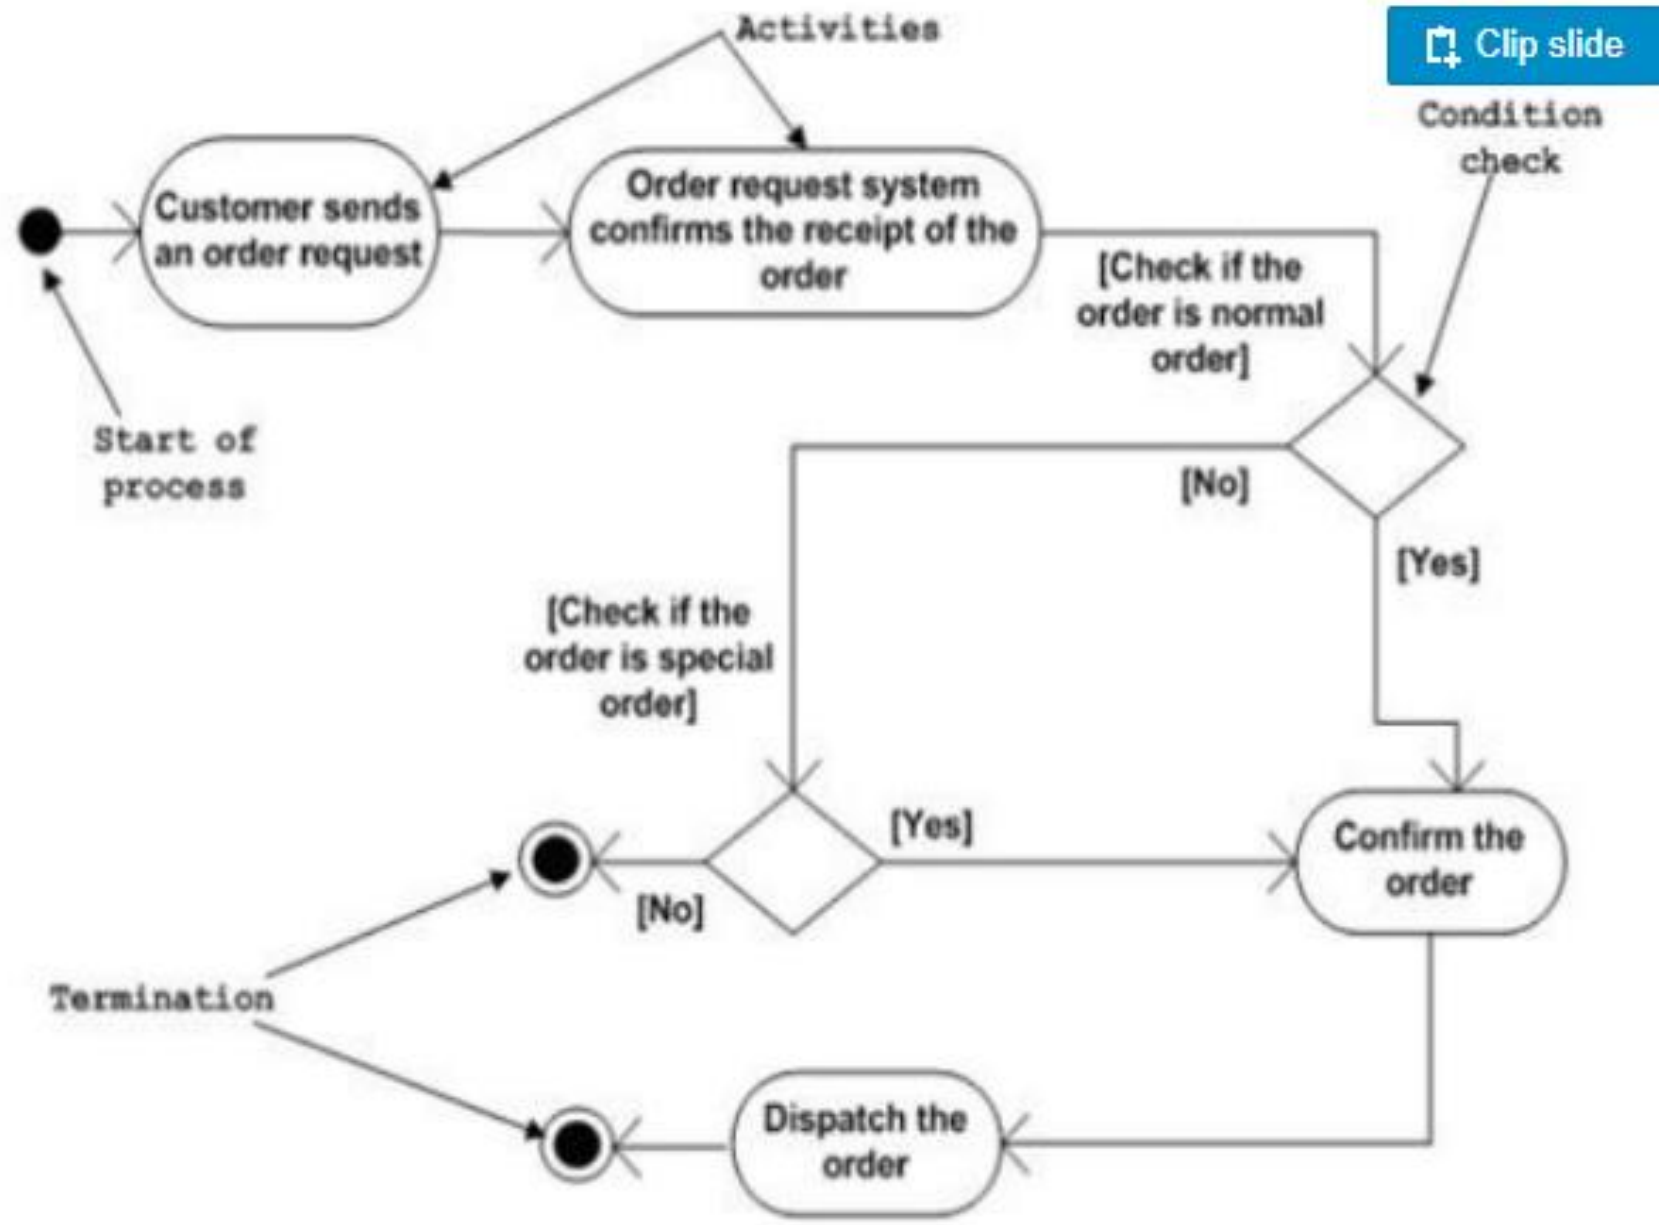 Activities
Clip slide
Condition
check
Customer sends
an order request
Order request system
confirms the receipt of the
order
[Check if the
order is normal
order]
Start of
process
[No]
[Yes]
[Check if the
order is special
order]
[Yes]
[No]
Confirm the
order
Termination
Dispatch the
order